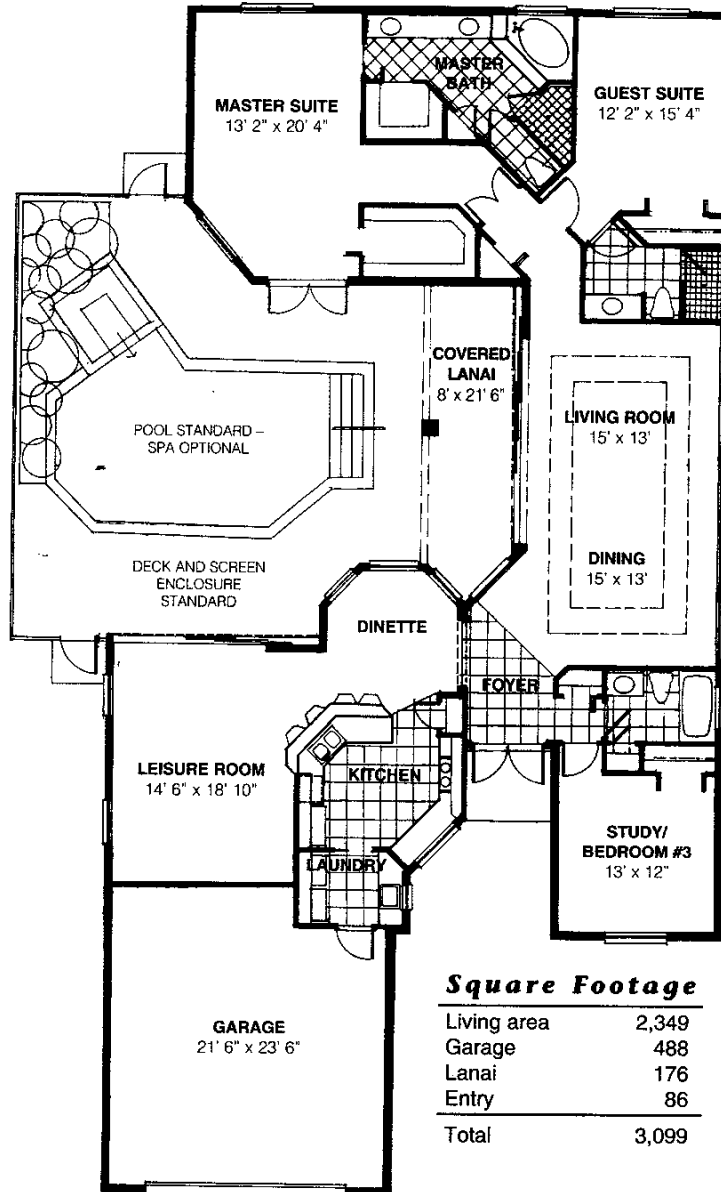 MASTER SUITE
13' 2" x 20' 4"
MASTER
BATH
GUEST SUITE
12' 2" x 15' 4"
COVERED
LANAI
8' x 21' 6"
POOL STANDARD –
SPA OPTIONAL
LIVING ROOM
15' x 13'
DINING
15' x 13'
DECK AND SCREEN
ENCLOSURE
STANDARD
DINETTE
FOYER
LEISURE ROOM
14' 6" x 18' 10"
KITCHEN
LAUNDRY
STUDY/
BEDROOM #3
13' x 12"
GARAGE
21' 6" x 23' 6"
Square Footage
Living area 2,349
Garage 488
Lanai 176
Entry 86
Total 3,099